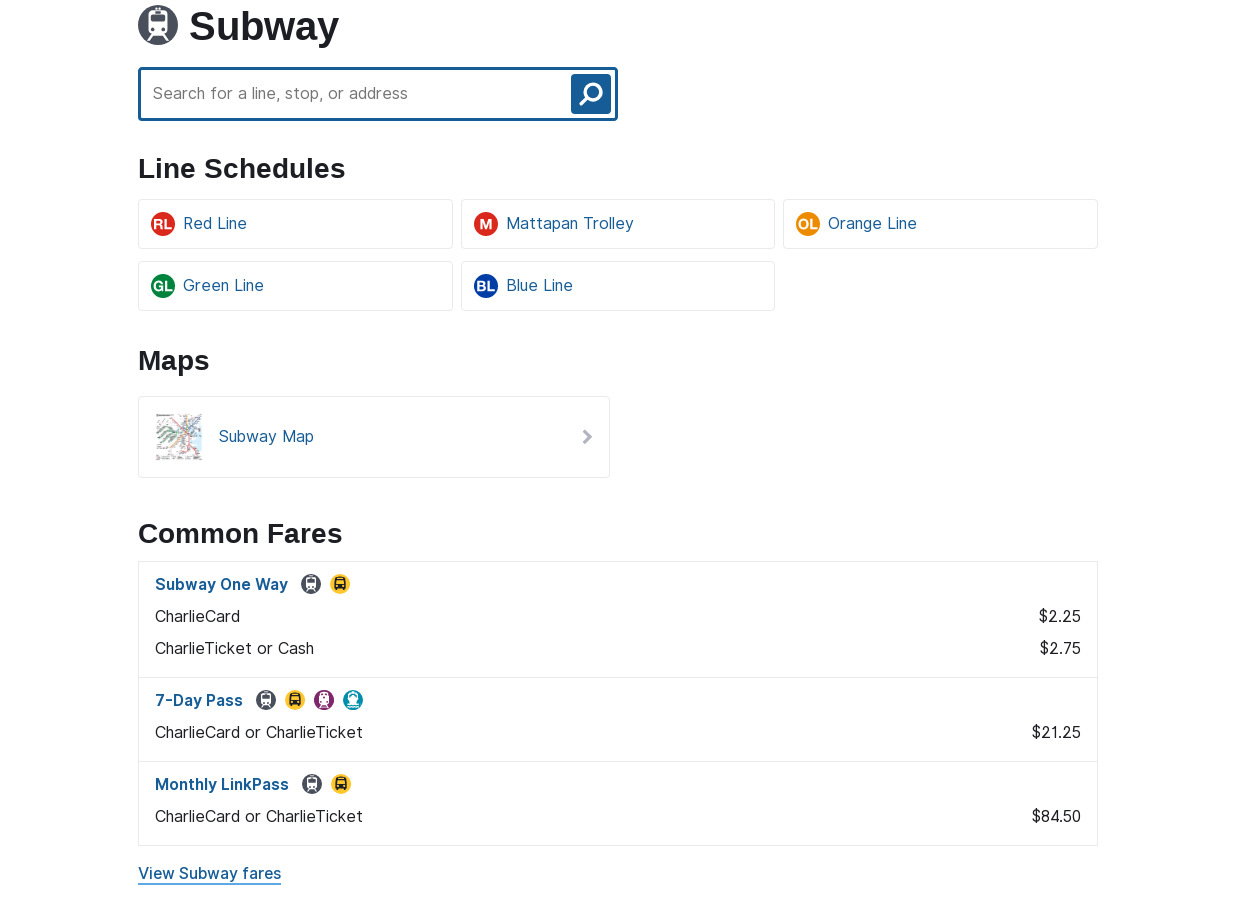 Subway
Search for a line, stop, or address
Line Schedules
RL Red Line
M Mattapan Trolley
OL Orange Line
GL Green Line
BL Blue Line
Maps
Subway Map
Common Fares
Subway One Way
CharlieCard $2.25
CharlieTicket or Cash $2.75
7-Day Pass
CharlieCard or CharlieTicket $21.25
Monthly LinkPass
CharlieCard or CharlieTicket $84.50
View Subway fares